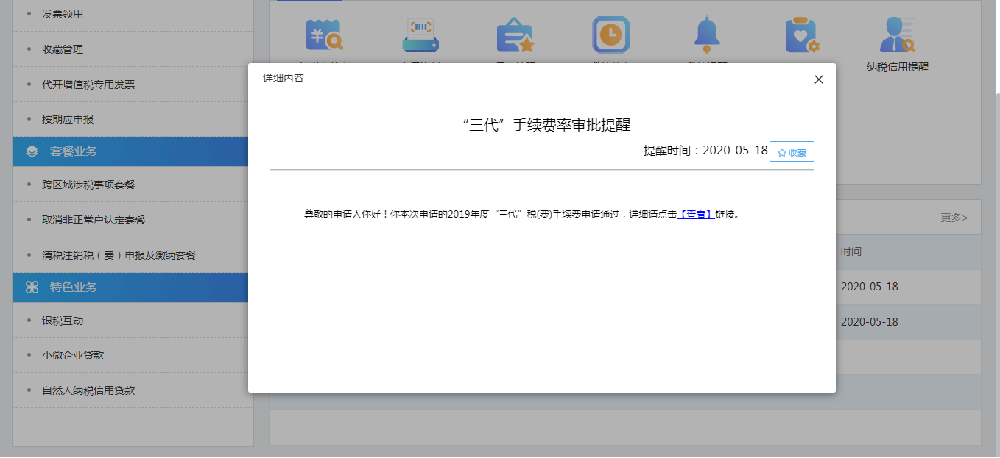 发票领用
收藏管理
代开增值税专用发票
按期应申报
套餐业务
跨区域涉税事项套餐
取消非正常户认定套餐
清税注销税（费）申报及缴纳套餐
特色业务
银税互动
小微企业贷款
自然人纳税信用贷款
纳税信用提醒
详细内容
“三代”手续费率审批提醒
提醒时间：2020-05-18 收藏
尊敬的申请人你好！你本次申请的2019年度“三代”税(费)手续费申请通过，详细请点击【查看】链接。
更多>
时间
2020-05-18
2020-05-18